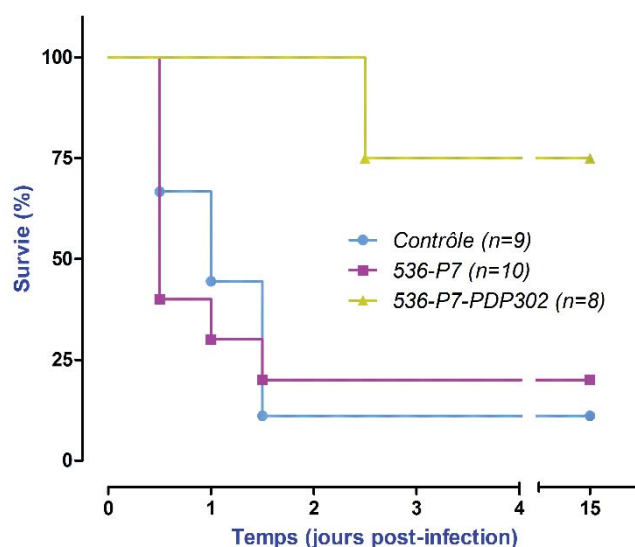 100
75
50
25
0
Survie (%)
Contrôle (n=9)
536-P7 (n=10)
536-P7-PDP302 (n=8)
0 1 2 3 4 15
Temps (jours post-infection)